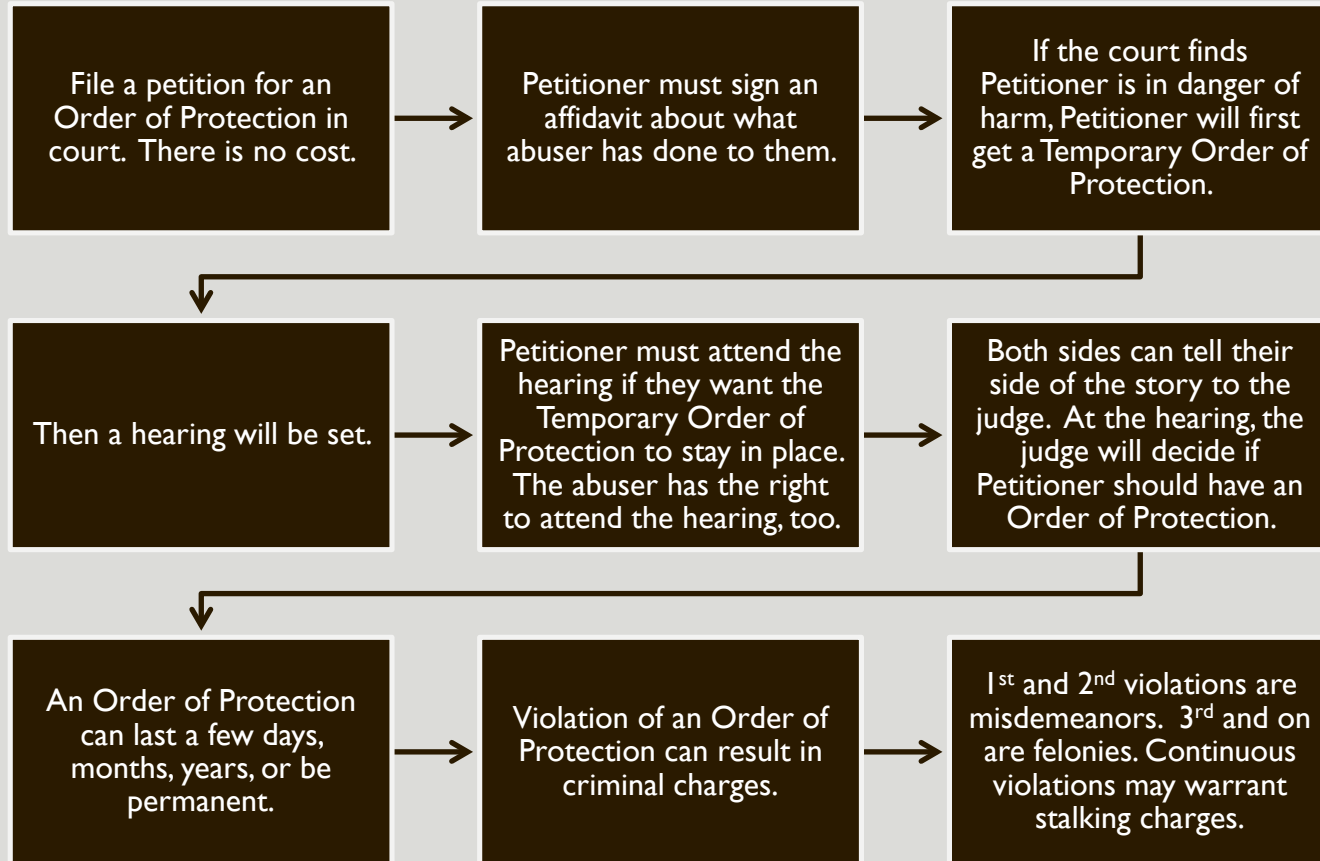 File a petition for an
Order of Protection in
court. There is no cost.
Petitioner must sign an
affidavit about what
abuser has done to them.
If the court finds
Petitioner is in danger of
harm, Petitioner will first
get a Temporary Order of
Protection.
Then a hearing will be set.
Petitioner must attend the
hearing if they want the
Temporary Order of
Protection to stay in place.
The abuser has the right
to attend the hearing, too.
Both sides can tell their
side of the story to the
judge. At the hearing, the
judge will decide if
Petitioner should have an
Order of Protection.
An Order of Protection
can last a few days,
months, years, or be
permanent.
Violation of an Order of
Protection can result in
criminal charges.
1st and 2nd violations are
misdemeanors. 3rd and on
are felonies. Continuous
violations may warrant
stalking charges.